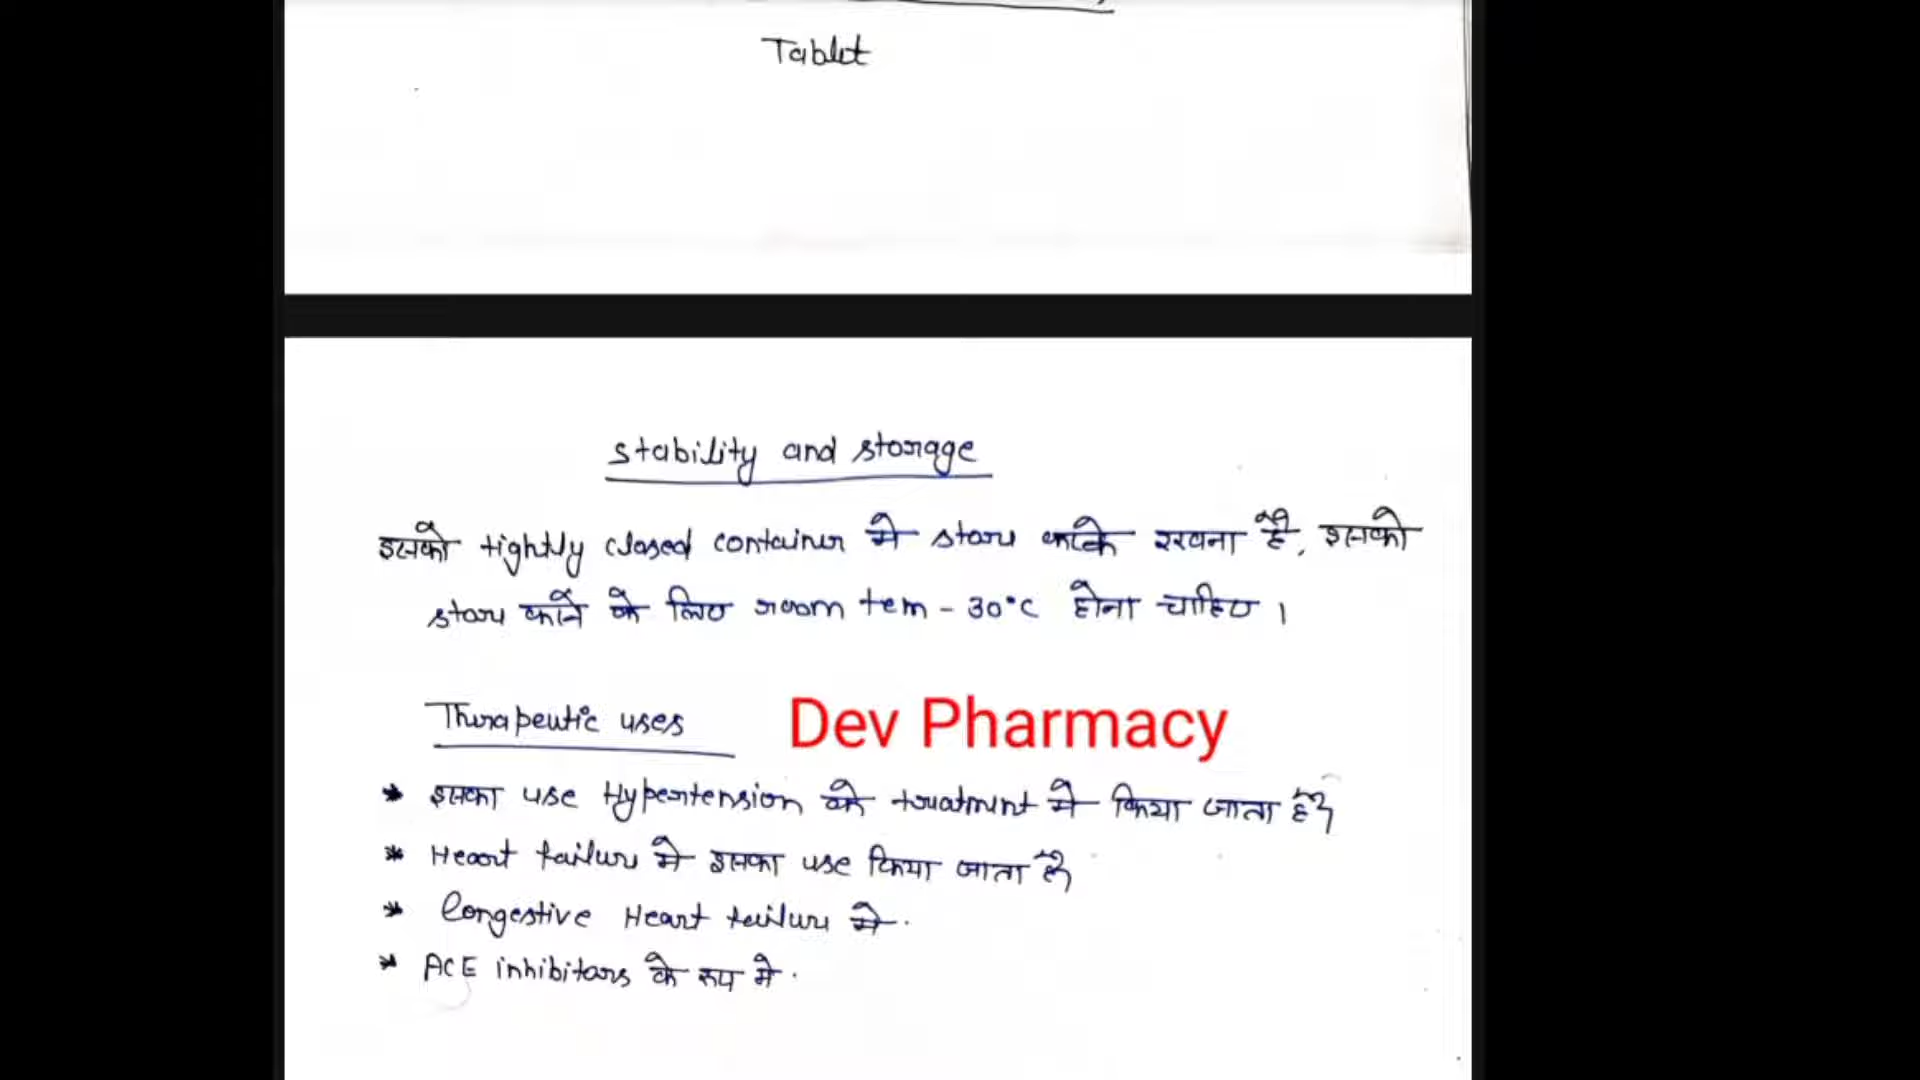 Tablet
Stability and storage
इसको tightly closed container मे store करके रखना है, इसको
store करने के लिए room tem - 30°C होना चाहिए ।
Therapeutic uses
Dev Pharmacy
* इसका use Hypertension के treatment मे किया जाता है
* Heart failure मे इसका use किया जाता है
* Congestive Heart failure मे .
* ACE inhibitors के रूप मे .